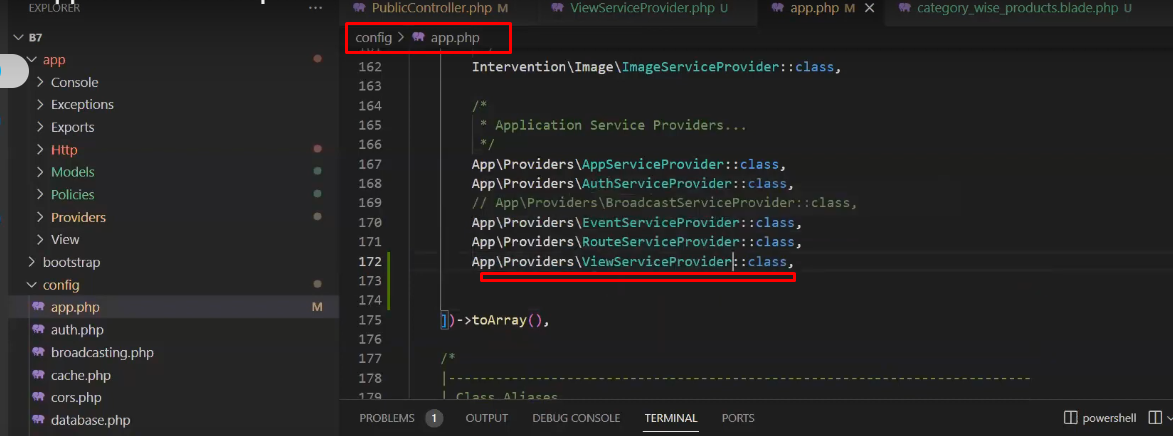 EXPLORER ...
PublicController.php M
ViewServiceProvider.php U
app.php M
category_wise_products.blade.php U
B7
config > app.php
app
Console
Exceptions
Exports
Http
Models
Policies
Providers
View
bootstrap
config
app.php M
auth.php
broadcasting.php
cache.php
cors.php
database.php
162 Intervention\Image\ImageServiceProvider::class,
163
164 /*
165 * Application Service Providers...
166 */
167 App\Providers\AppServiceProvider::class,
168 App\Providers\AuthServiceProvider::class,
169 // App\Providers\BroadcastServiceProvider::class,
170 App\Providers\EventServiceProvider::class,
171 App\Providers\RouteServiceProvider::class,
172 App\Providers\ViewServiceProvider::class,
173
174
175 ])->toArray(),
176
177 /*
178 |--------------------------------------------------------------------------
179 | Class Aliases
PROBLEMS 1 OUTPUT DEBUG CONSOLE TERMINAL PORTS powershell